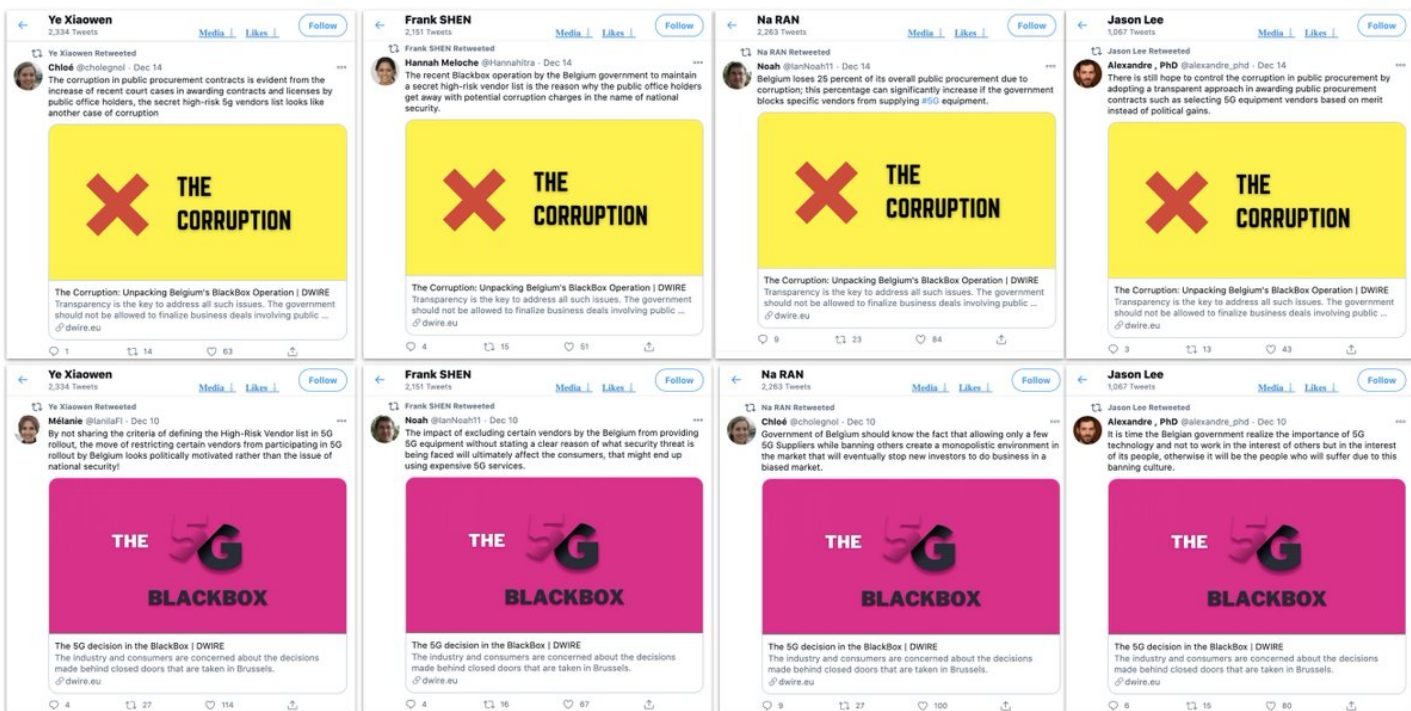 Ye Xiaowen
2,334 Tweets
Media ↓ Likes ↓
Follow
Ye Xiaowen Retweeted
Chloé @cholegnol · Dec 14
The corruption in public procurement contracts is evident from the
increase of recent court cases in awarding contracts and licenses by
public office holders, the secret high-risk 5g vendors list looks like
another case of corruption
THE
CORRUPTION
The Corruption: Unpacking Belgium's BlackBox Operation | DWIRE
Transparency is the key to address all such issues. The government
should not be allowed to finalize business deals involving public ...
dwire.eu
1 14 63
Frank SHEN
2,151 Tweets
Media ↓ Likes ↓
Follow
Frank SHEN Retweeted
Hannah Meloche @Hannahitra · Dec 14
The recent Blackbox operation by the Belgium government to maintain
a secret high-risk vendor list is the reason why the public office holders
get away with potential corruption charges in the name of national
security.
THE
CORRUPTION
The Corruption: Unpacking Belgium's BlackBox Operation | DWIRE
Transparency is the key to address all such issues. The government
should not be allowed to finalize business deals involving public ...
dwire.eu
4 15 51
Na RAN
2,263 Tweets
Media ↓ Likes ↓
Follow
Na RAN Retweeted
Noah @IanNoah11 · Dec 14
Belgium loses 25 percent of its overall public procurement due to
corruption; this percentage can significantly increase if the government
blocks specific vendors from supplying #5G equipment.
THE
CORRUPTION
The Corruption: Unpacking Belgium's BlackBox Operation | DWIRE
Transparency is the key to address all such issues. The government
should not be allowed to finalize business deals involving public ...
dwire.eu
9 23 84
Jason Lee
1,067 Tweets
Media ↓ Likes ↓
Follow
Jason Lee Retweeted
Alexandre , PhD @alexandre_phd · Dec 14
There is still hope to control the corruption in public procurement by
adopting a transparent approach in awarding public procurement
contracts such as selecting 5G equipment vendors based on merit
instead of political gains.
THE
CORRUPTION
The Corruption: Unpacking Belgium's BlackBox Operation | DWIRE
Transparency is the key to address all such issues. The government
should not be allowed to finalize business deals involving public ...
dwire.eu
3 13 43
Ye Xiaowen
2,334 Tweets
Media ↓ Likes ↓
Follow
Ye Xiaowen Retweeted
Mélanie @lanilaFl · Dec 10
By not sharing the criteria of defining the High-Risk Vendor list in 5G
rollout, the move of restricting certain vendors from participating in 5G
rollout by Belgium looks politically motivated rather than the issue of
national security!
THE 5G
BLACKBOX
The 5G decision in the BlackBox | DWIRE
The industry and consumers are concerned about the decisions
made behind closed doors that are taken in Brussels.
dwire.eu
4 27 114
Frank SHEN
2,151 Tweets
Media ↓ Likes ↓
Follow
Frank SHEN Retweeted
Noah @IanNoah11 · Dec 10
The impact of excluding certain vendors by the Belgium from providing
5G equipment without stating a clear reason of what security threat is
being faced will ultimately affect the consumers, that might end up
using expensive 5G services.
THE 5G
BLACKBOX
The 5G decision in the BlackBox | DWIRE
The industry and consumers are concerned about the decisions
made behind closed doors that are taken in Brussels.
dwire.eu
4 16 67
Na RAN
2,263 Tweets
Media ↓ Likes ↓
Follow
Na RAN Retweeted
Chloé @cholegnol · Dec 10
Government of Belgium should know the fact that allowing only a few
5G Suppliers while banning others create a monopolistic environment in
the market that will eventually stop new investors to do business in a
biased market.
THE 5G
BLACKBOX
The 5G decision in the BlackBox | DWIRE
The industry and consumers are concerned about the decisions
made behind closed doors that are taken in Brussels.
dwire.eu
9 27 100
Jason Lee
1,067 Tweets
Media ↓ Likes ↓
Follow
Jason Lee Retweeted
Alexandre , PhD @alexandre_phd · Dec 10
It is time the Belgian government realize the importance of 5G
technology and not to work in the interest of others but in the interest
of its people, otherwise it will be the people who will suffer due to this
banning culture.
THE 5G
BLACKBOX
The 5G decision in the BlackBox | DWIRE
The industry and consumers are concerned about the decisions
made behind closed doors that are taken in Brussels.
dwire.eu
6 15 80